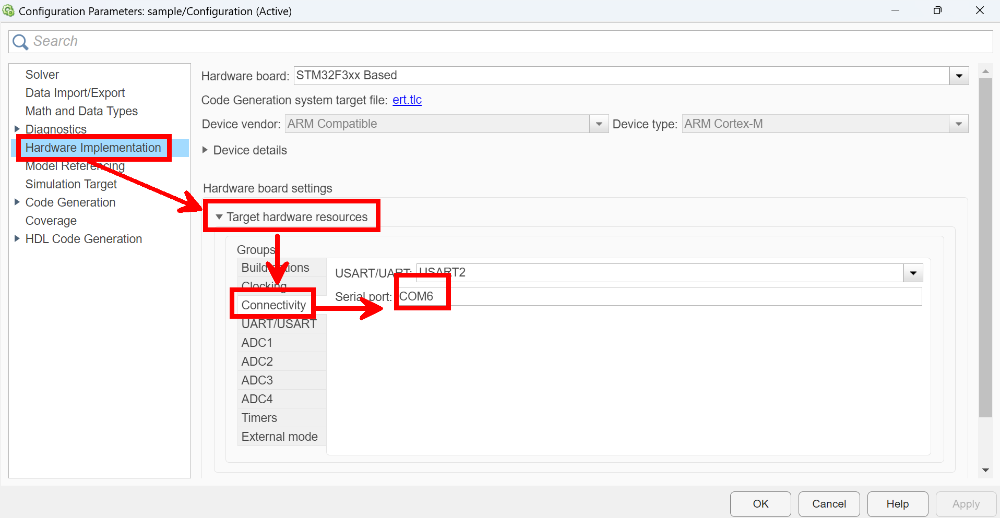 Configuration Parameters: sample/Configuration (Active)
Search
Solver
Data Import/Export
Math and Data Types
Diagnostics
Hardware Implementation
Model Referencing
Simulation Target
Code Generation
Coverage
HDL Code Generation
Hardware board: STM32F3xx Based
Code Generation system target file: ert.tlc
Device vendor: ARM Compatible Device type: ARM Cortex-M
Device details
Hardware board settings
Target hardware resources
Groups
Build options
Clocking
Connectivity
UART/USART
ADC1
ADC2
ADC3
ADC4
Timers
External mode
USART/UART: USART2
Serial port: COM6
OK Cancel Help Apply